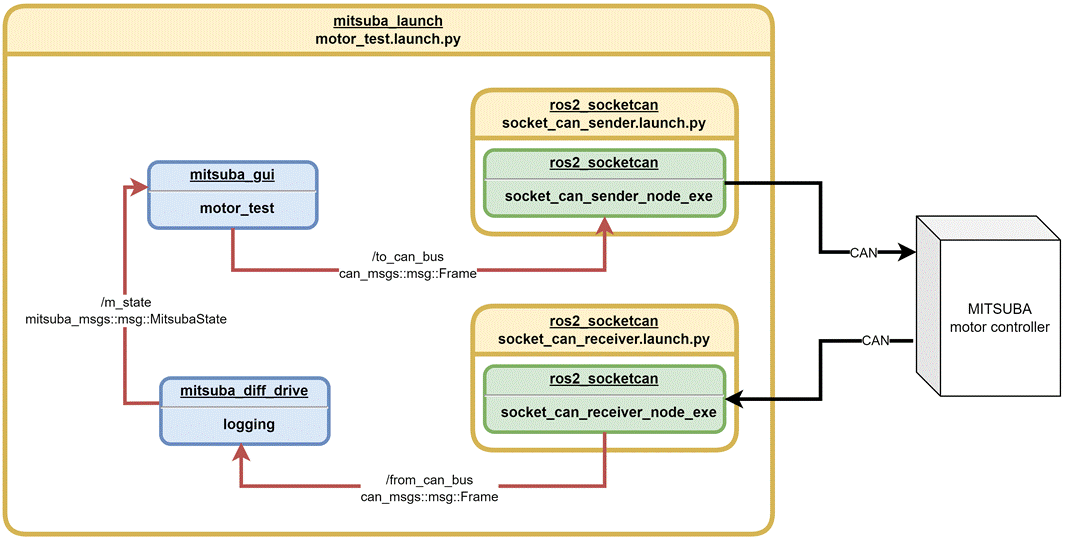 mitsuba_launch
motor_test.launch.py
ros2_socketcan
socket_can_sender.launch.py
ros2_socketcan
socket_can_sender_node_exe
mitsuba_gui
motor_test
/to_can_bus
can_msgs::msg::Frame
CAN
/m_state
mitsuba_msgs::msg::MitsubaState
MITSUBA
motor controller
ros2_socketcan
socket_can_receiver.launch.py
CAN
ros2_socketcan
socket_can_receiver_node_exe
mitsuba_diff_drive
logging
/from_can_bus
can_msgs::msg::Frame